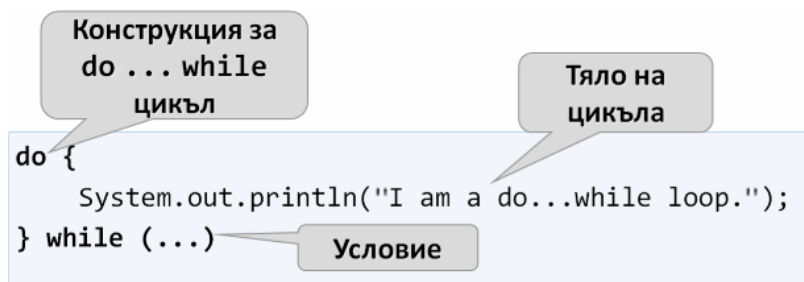 Конструкция за
do ... while
цикъл
Тяло на
цикъла
do {
System.out.println("I am a do...while loop.");
} while (...)
Условие